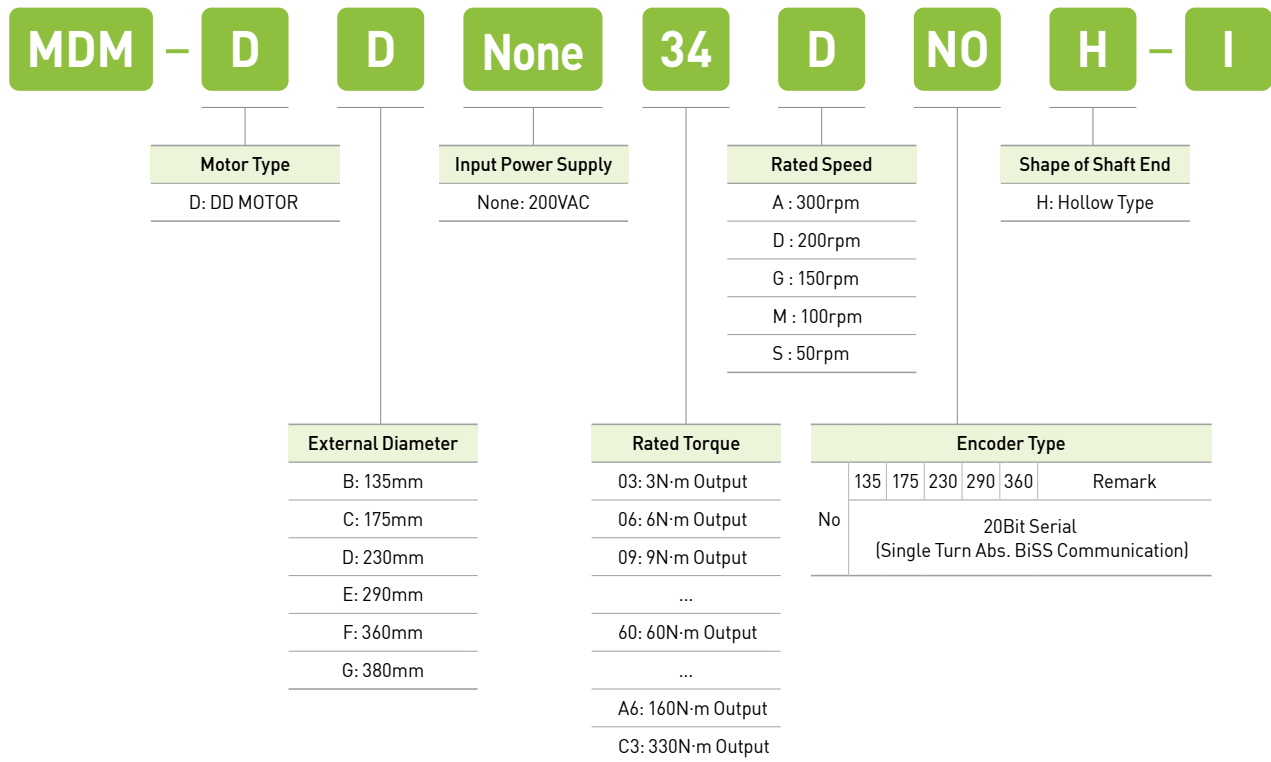 MDM – D D None 34 D NO H – I
Motor Type
D: DD MOTOR
Input Power Supply
None: 200VAC
Rated Speed
A : 300rpm
D : 200rpm
G : 150rpm
M : 100rpm
S : 50rpm
Shape of Shaft End
H: Hollow Type
External Diameter
B: 135mm
C: 175mm
D: 230mm
E: 290mm
F: 360mm
G: 380mm
Rated Torque
03: 3N·m Output
06: 6N·m Output
09: 9N·m Output
...
60: 60N·m Output
...
A6: 160N·m Output
C3: 330N·m Output
Encoder Type
135 175 230 290 360 Remark
No
20Bit Serial
(Single Turn Abs. BiSS Communication)